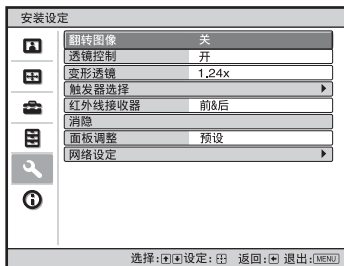 安装设定
翻转图像 关
透镜控制 开
变形透镜 1.24x
触发器选择
红外线接收器 前&后
消隐
面板调整 预设
网络设定
选择: 设定: 返回: 退出: MENU